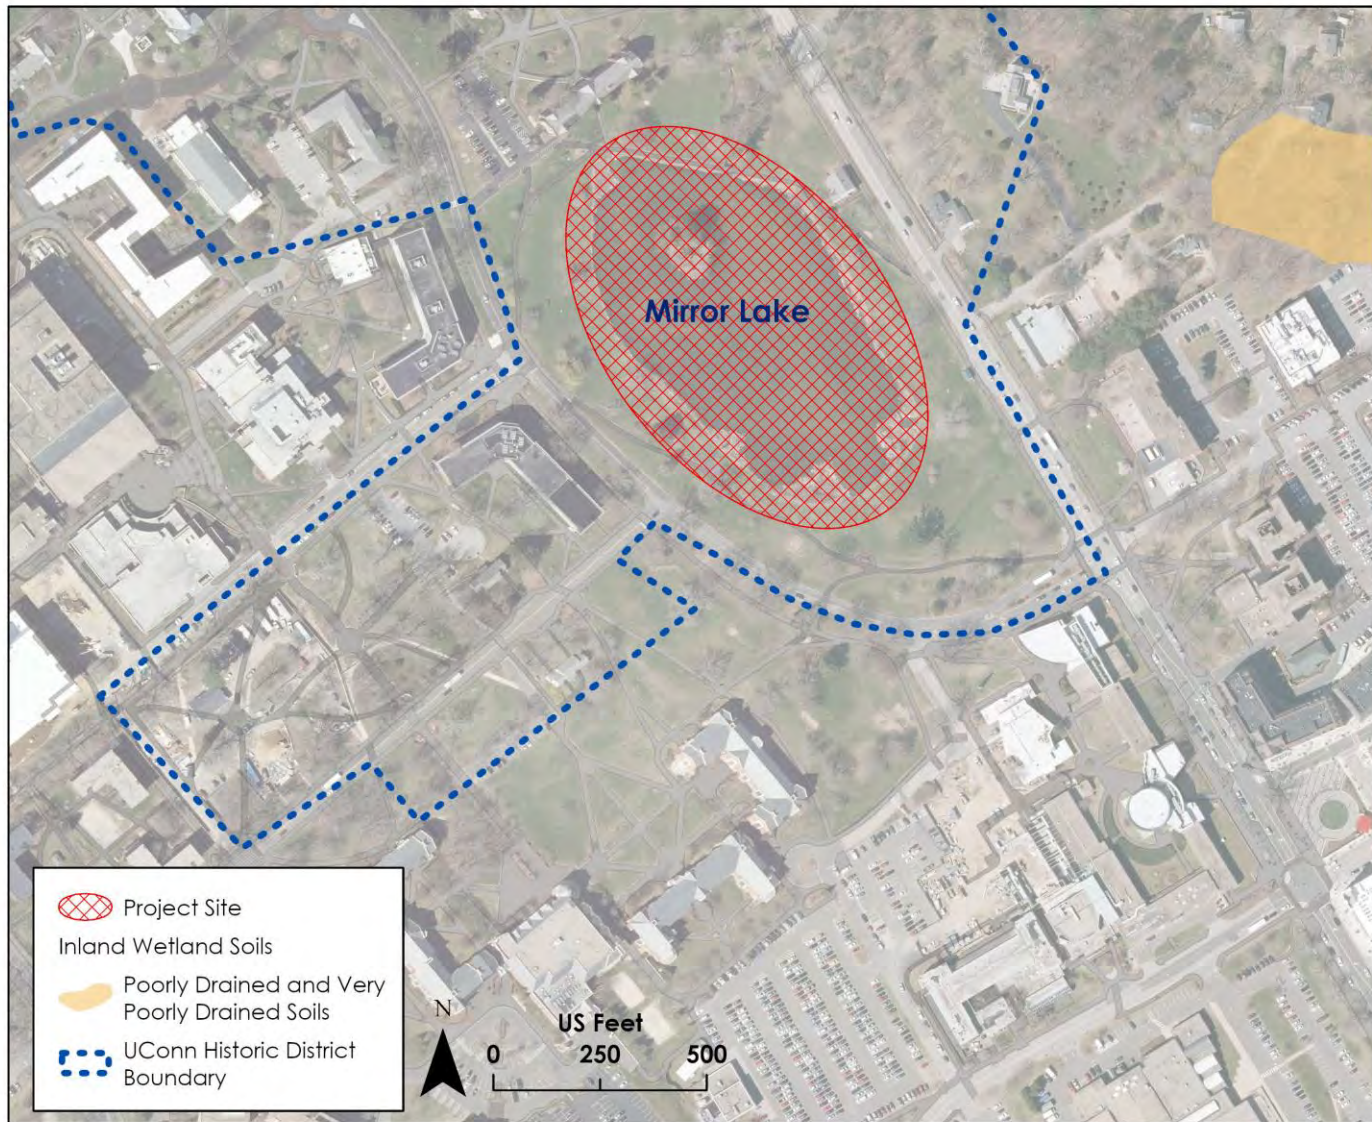 Mirror Lake
Project Site
Inland Wetland Soils
Poorly Drained and Very
Poorly Drained Soils
UConn Historic District
Boundary
N
US Feet
0 250 500